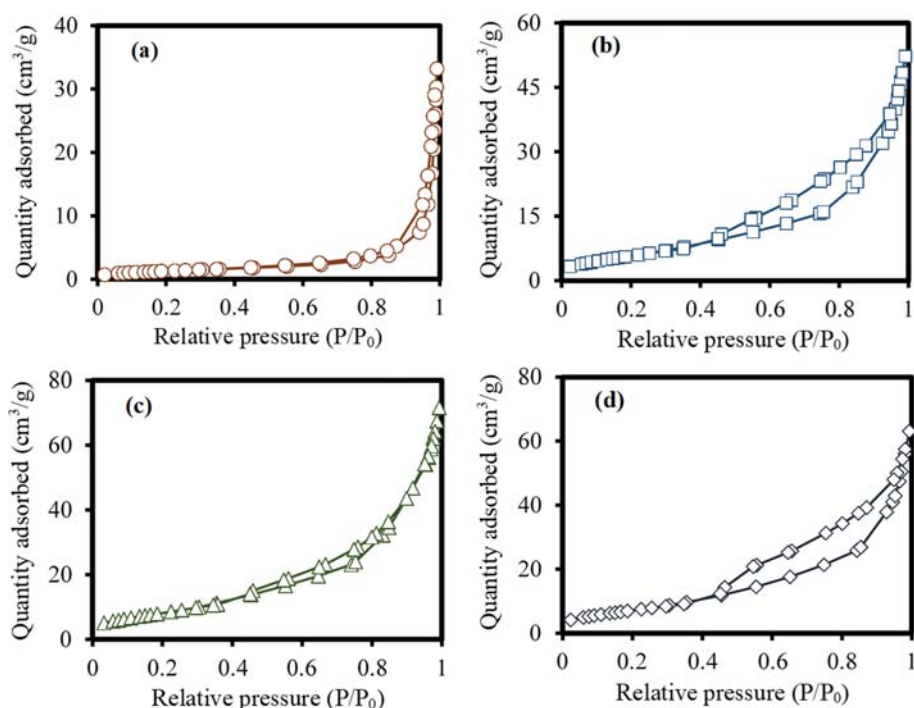 (a)
Quantity adsorbed (cm³/g)
40
30
20
10
0
0 0.2 0.4 0.6 0.8 1
Relative pressure (P/P₀)
(b)
Quantity adsorbed (cm³/g)
60
45
30
15
0
0 0.2 0.4 0.6 0.8 1
Relative pressure (P/P₀)
(c)
Quantity adsorbed (cm³/g)
80
60
40
20
0
0 0.2 0.4 0.6 0.8 1
Relative pressure (P/P₀)
(d)
Quantity adsorbed (cm³/g)
80
60
40
20
0
0 0.2 0.4 0.6 0.8 1
Relative pressure (P/P₀)